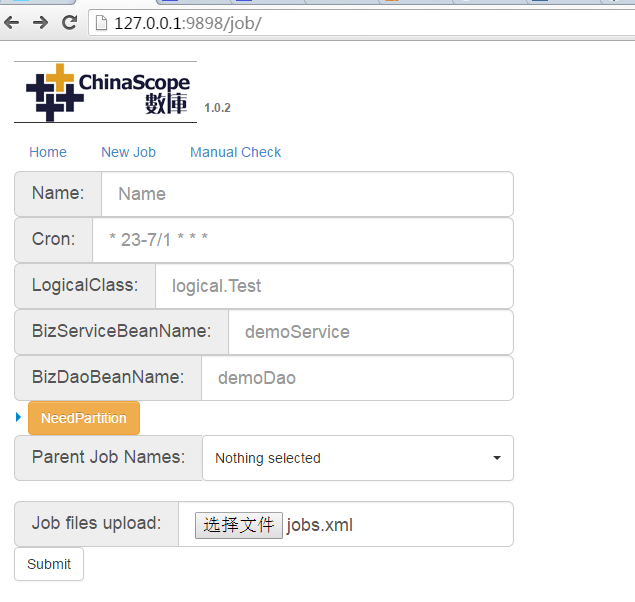 127.0.0.1:9898/job/
ChinaScope
數庫 1.0.2
Home New Job Manual Check
Name: Name
Cron: * 23-7/1 * * *
LogicalClass: logical.Test
BizServiceBeanName: demoService
BizDaoBeanName: demoDao
NeedPartition
Parent Job Names: Nothing selected
Job files upload: 选择文件 jobs.xml
Submit